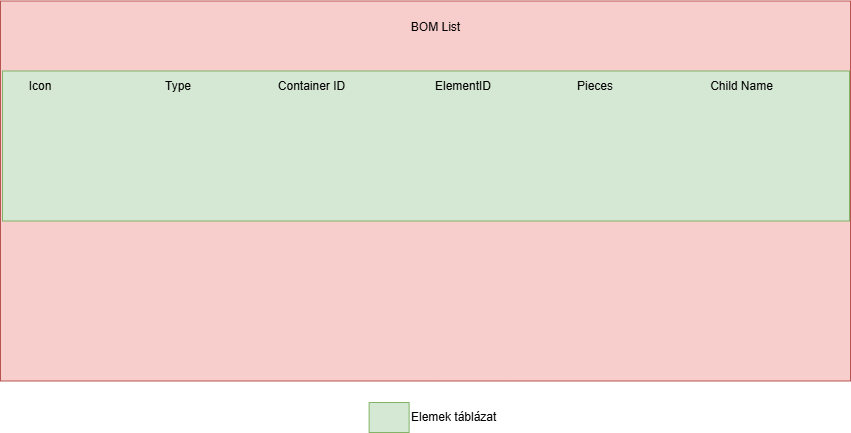 BOM List
Icon Type Container ID ElementID Pieces Child Name
Elemek táblázat